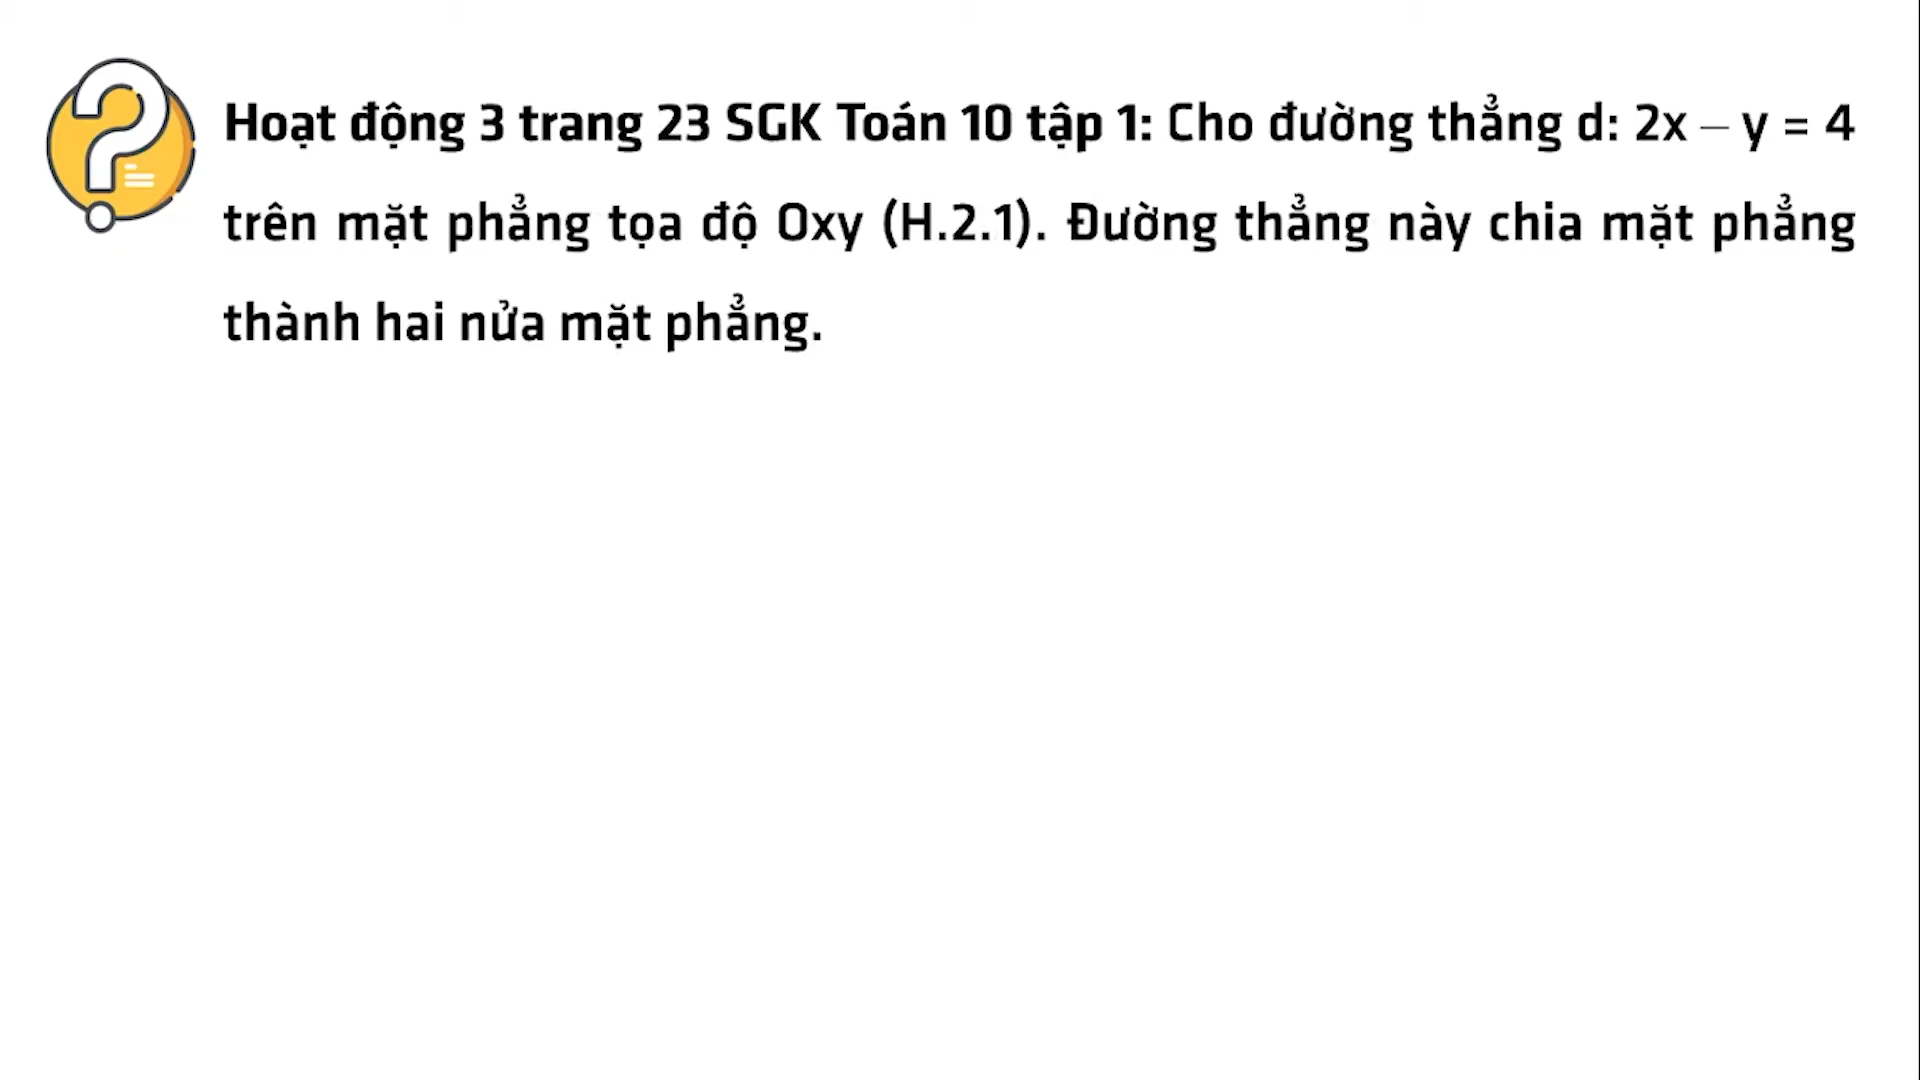 Hoạt động 3 trang 23 SGK Toán 10 tập 1: Cho đường thẳng d: 2x – y = 4
trên mặt phẳng tọa độ Oxy (H.2.1). Đường thẳng này chia mặt phẳng
thành hai nửa mặt phẳng.